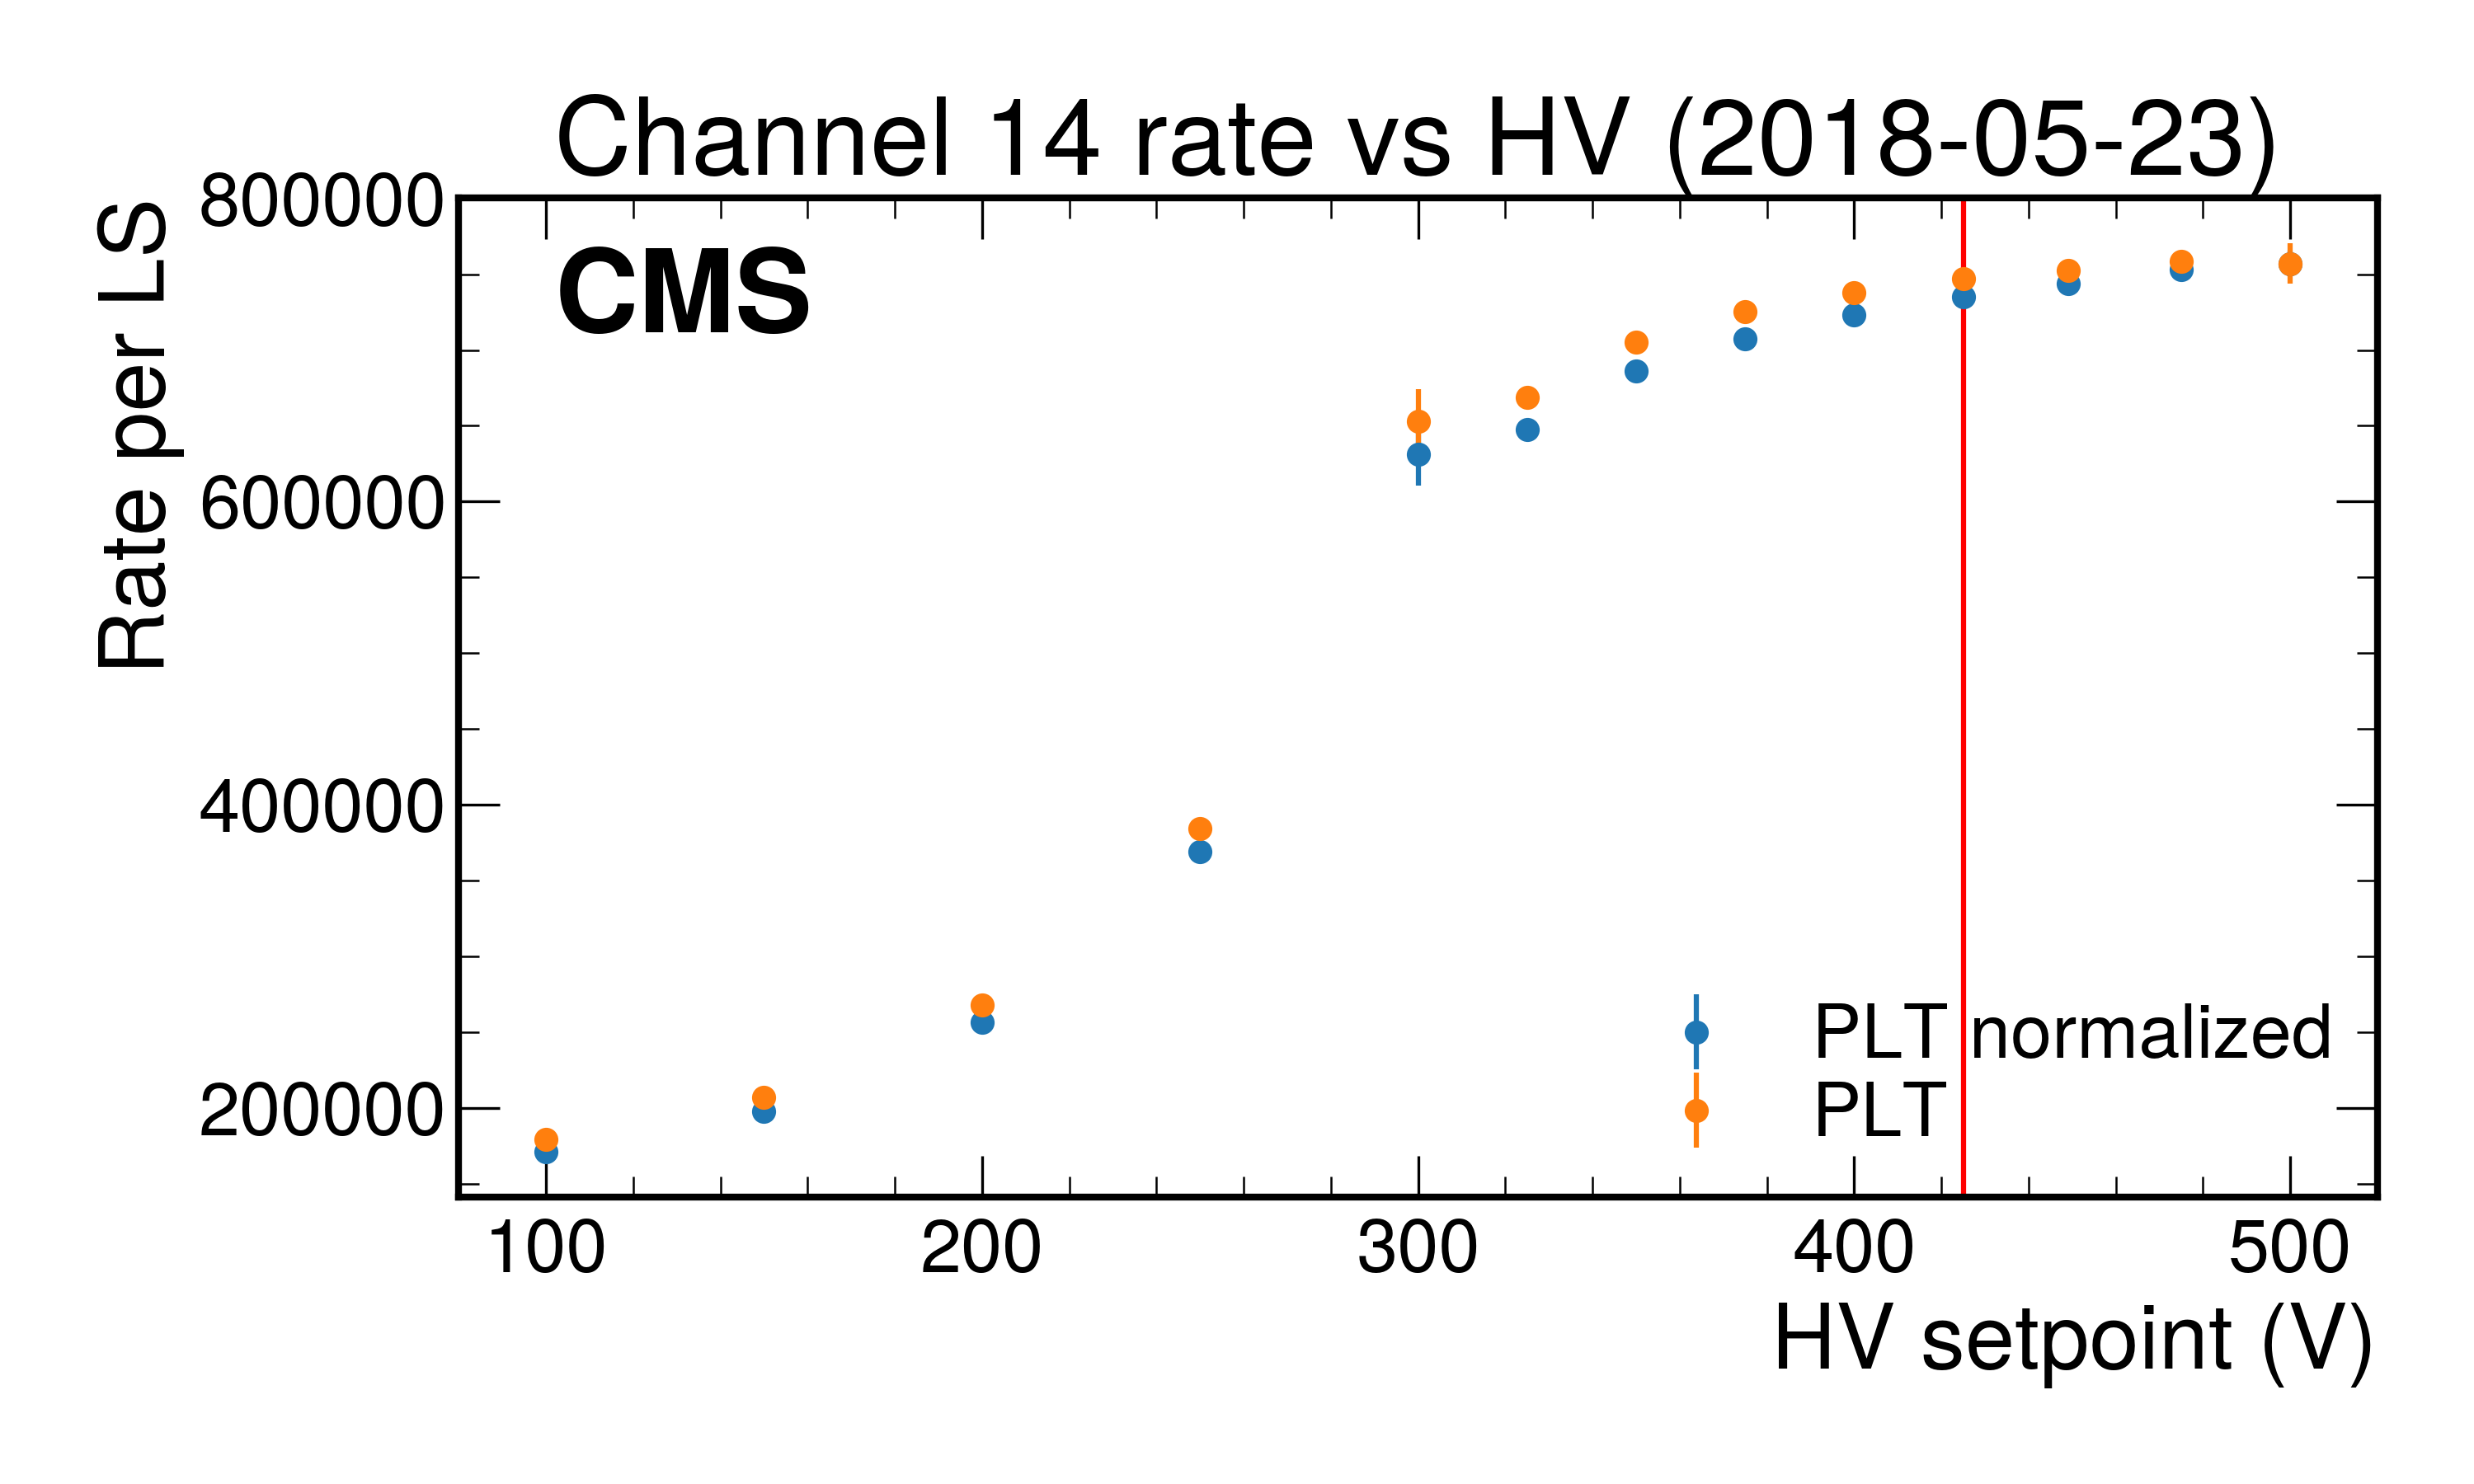 Channel 14 rate vs HV (2018-05-23)
CMS
Rate per LS
800000
600000
400000
200000
PLT normalized
PLT
100 200 300 400 500
HV setpoint (V)